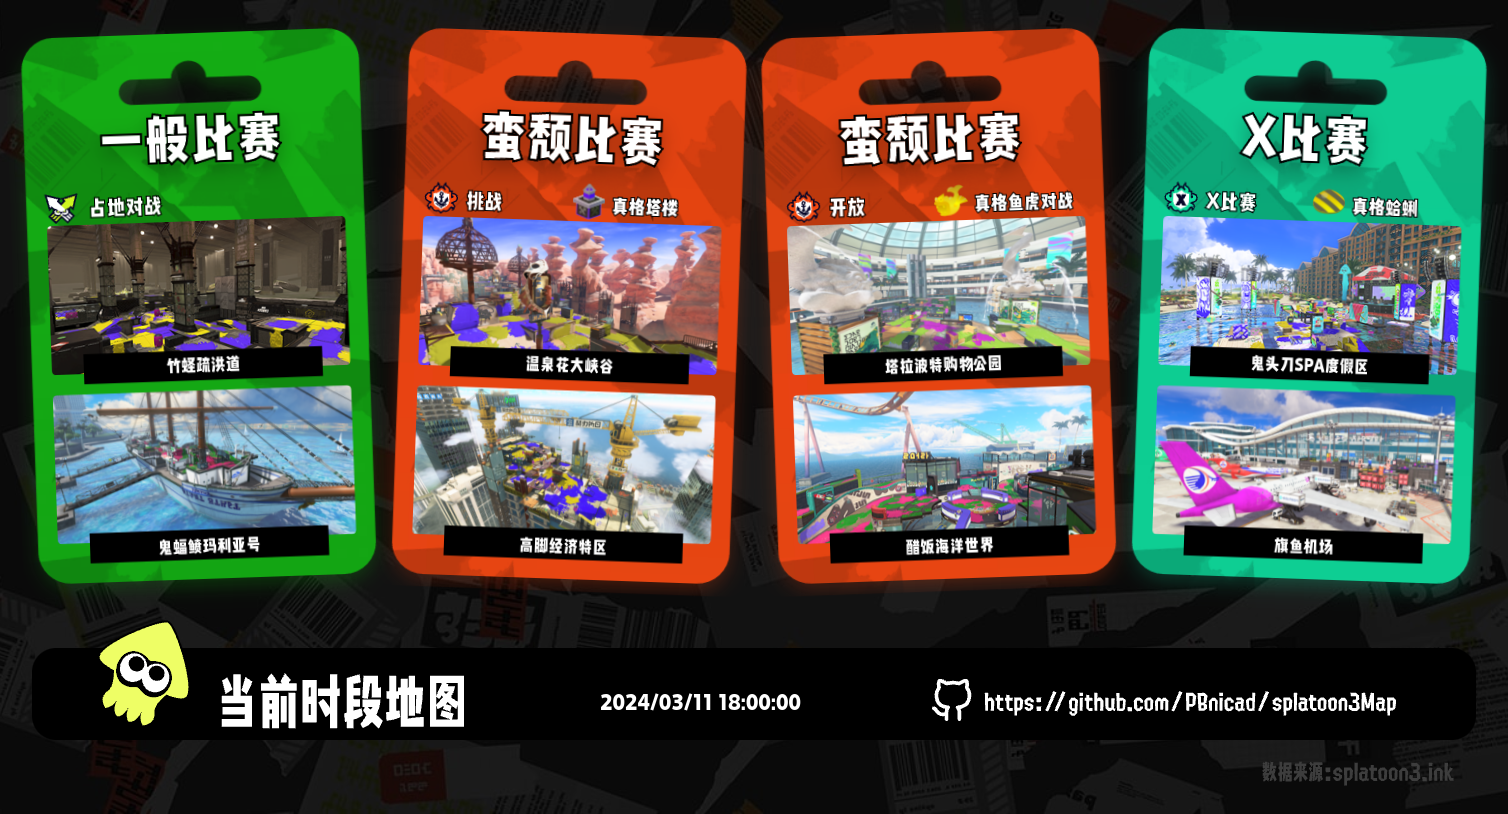 一般比赛
占地对战
竹蛏疏洪道
鬼蝠鲼玛利亚号
蛮颓比赛
挑战
真格塔楼
温泉花大峡谷
高脚经济特区
蛮颓比赛
开放
真格鱼虎对战
塔拉波特购物公园
醋饭海洋世界
X比赛
X比赛
真格蛤蜊
鬼头刀SPA度假区
旗鱼机场
当前时段地图
2024/03/11 18:00:00
https://github.com/PBnicad/splatoon3Map
数据来源:splatoon3.ink